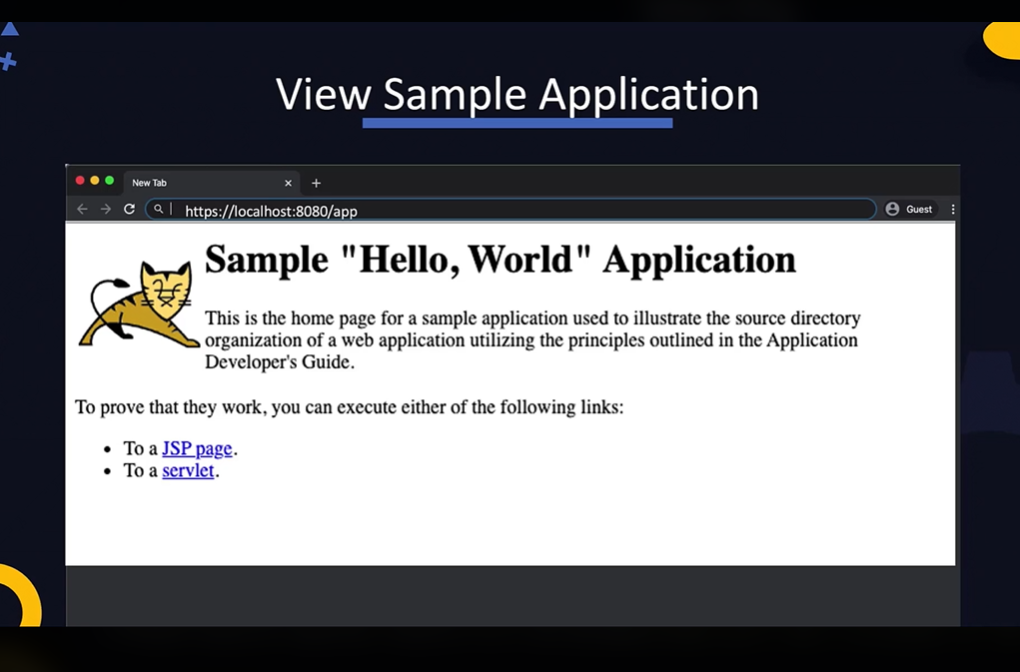 View Sample Application
New Tab
https://localhost:8080/app
Guest
Sample "Hello, World" Application
This is the home page for a sample application used to illustrate the source directory
organization of a web application utilizing the principles outlined in the Application
Developer's Guide.
To prove that they work, you can execute either of the following links:
• To a JSP page.
• To a servlet.